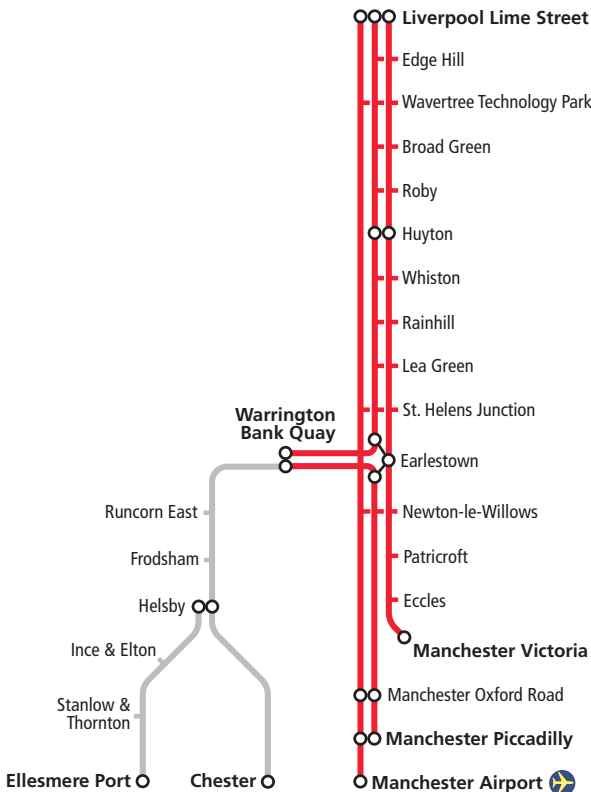 Liverpool Lime Street
Edge Hill
Wavertree Technology Park
Broad Green
Roby
Huyton
Whiston
Rainhill
Lea Green
St. Helens Junction
Warrington
Bank Quay
Earlestown
Runcorn East
Newton-le-Willows
Frodsham
Patricroft
Helsby
Eccles
Ince & Elton
Manchester Victoria
Stanlow &
Thornton
Manchester Oxford Road
Manchester Piccadilly
Ellesmere Port
Chester
Manchester Airport